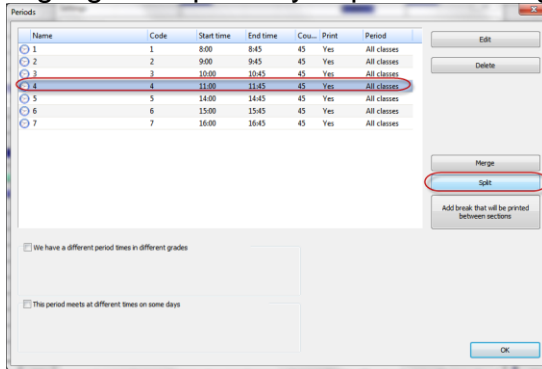 Periods
Name Code Start time End time Cou... Print Period
1 1 8:00 8:45 45 Yes All classes
2 2 9:00 9:45 45 Yes All classes
3 3 10:00 10:45 45 Yes All classes
4 4 11:00 11:45 45 Yes All classes
5 5 14:00 14:45 45 Yes All classes
6 6 15:00 15:45 45 Yes All classes
7 7 16:00 16:45 45 Yes All classes
Edit
Delete
Merge
Split
Add break that will be printed
between sections
We have a different period times in different grades
This period meets at different times on some days
OK